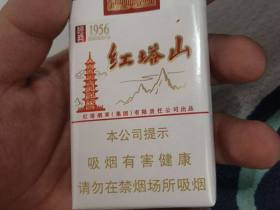 经典 1956
红塔山
红塔烟草(集团)有限责任公司出品
本公司提示
吸烟有害健康
请勿在禁烟场所吸烟